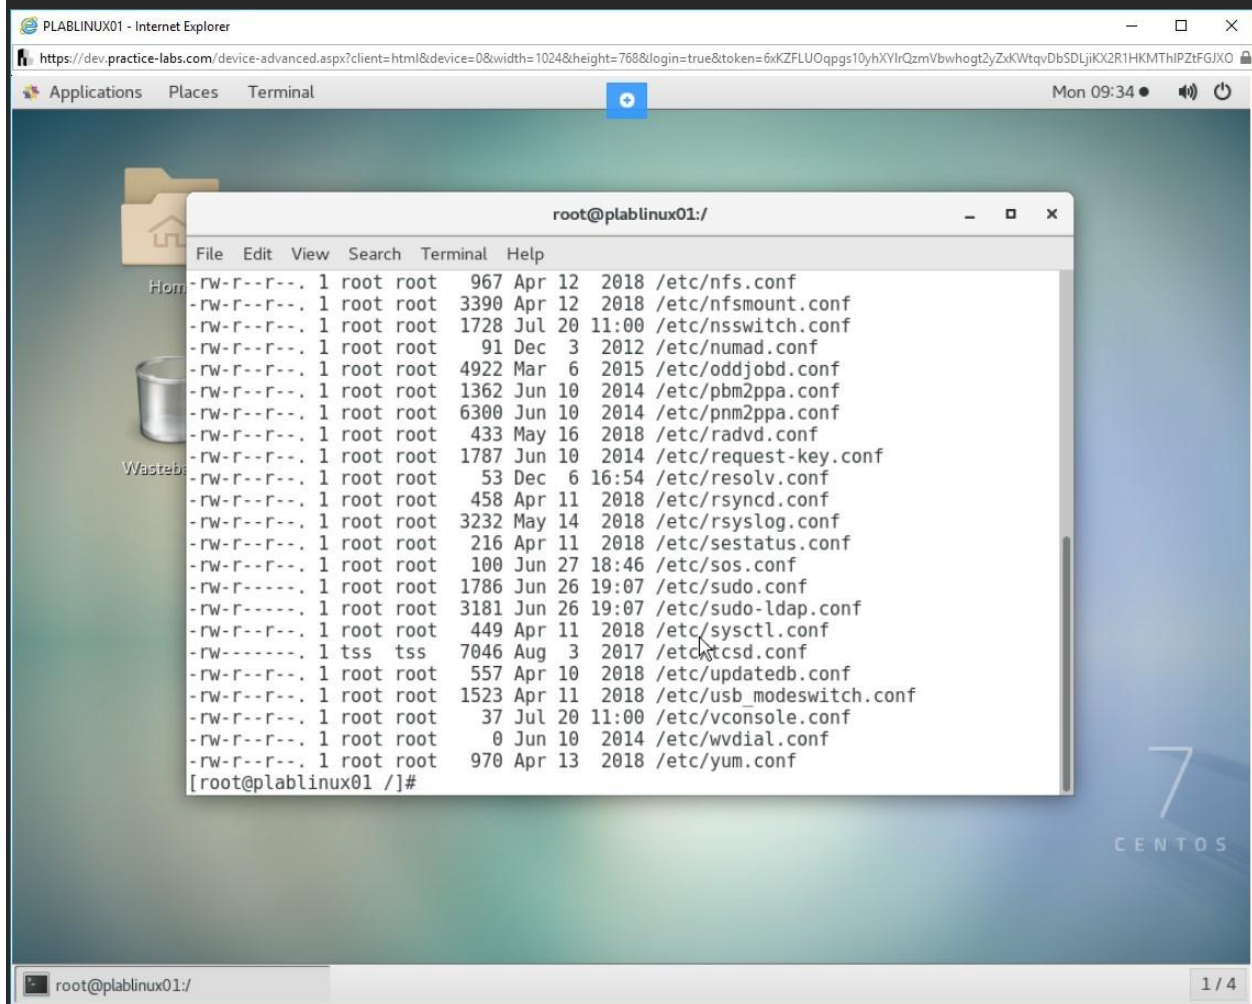 PLABLINUX01 - Internet Explorer
https://dev.practice-labs.com/device-advanced.aspx?client=html&device=0&width=1024&height=768&login=true&token=
Applications Places Terminal Mon 09:34
root@plablinux01:/
File Edit View Search Terminal Help
Hom
-rw-r--r--. 1 root root 967 Apr 12 2018 /etc/nfs.conf
-rw-r--r--. 1 root root 3390 Apr 12 2018 /etc/nfsmount.conf
-rw-r--r--. 1 root root 1728 Jul 20 11:00 /etc/nsswitch.conf
-rw-r--r--. 1 root root 91 Dec 3 2012 /etc/numad.conf
-rw-r--r--. 1 root root 4922 Mar 6 2015 /etc/oddjobd.conf
-rw-r--r--. 1 root root 1362 Jun 10 2014 /etc/pbm2ppa.conf
-rw-r--r--. 1 root root 6300 Jun 10 2014 /etc/pnm2ppa.conf
-rw-r--r--. 1 root root 433 May 16 2018 /etc/radvd.conf
Wasteb
-rw-r--r--. 1 root root 1787 Jun 10 2014 /etc/request-key.conf
-rw-r--r--. 1 root root 53 Dec 6 16:54 /etc/resolv.conf
-rw-r--r--. 1 root root 458 Apr 11 2018 /etc/rsyncd.conf
-rw-r--r--. 1 root root 3232 May 14 2018 /etc/rsyslog.conf
-rw-r--r--. 1 root root 216 Apr 11 2018 /etc/sestatus.conf
-rw-r--r--. 1 root root 100 Jun 27 18:46 /etc/sos.conf
-rw-r-----. 1 root root 1786 Jun 26 19:07 /etc/sudo.conf
-rw-r-----. 1 root root 3181 Jun 26 19:07 /etc/sudo-ldap.conf
-rw-r--r--. 1 root root 449 Apr 11 2018 /etc/sysctl.conf
-rw-------. 1 tss tss 7046 Aug 3 2017 /etc/tcsd.conf
-rw-r--r--. 1 root root 557 Apr 10 2018 /etc/updatedb.conf
-rw-r--r--. 1 root root 1523 Apr 11 2018 /etc/usb_modeswitch.conf
-rw-r--r--. 1 root root 37 Jul 20 11:00 /etc/vconsole.conf
-rw-r--r--. 1 root root 0 Jun 10 2014 /etc/wvdial.conf
-rw-r--r--. 1 root root 970 Apr 13 2018 /etc/yum.conf
[root@plablinux01 /]#
7
CENTOS
root@plablinux01:/
1 / 4